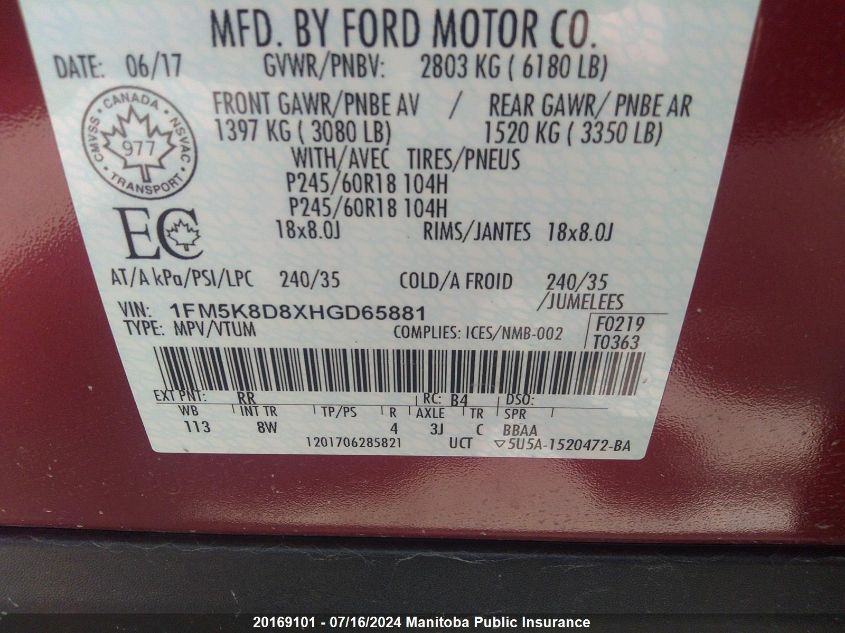 MFD. BY FORD MOTOR CO.
DATE: 06/17 GVWR/PNBV: 2803 KG ( 6180 LB)
FRONT GAWR/PNBE AV / REAR GAWR/ PNBE AR
1397 KG ( 3080 LB) 1520 KG ( 3350 LB)
CANADA
CMVSS 977 NSVAC
TRANSPORT
WITH/AVEC TIRES/PNEUS
P245/60R18 104H
P245/60R18 104H
EC
18x8.0J RIMS/JANTES 18x8.0J
AT/A kPa/PSI/LPC 240/35 COLD/A FROID 240/35
/JUMELEES
VIN: 1FM5K8D8XHGD65881
TYPE: MPV/VTUM COMPLIES: ICES/NMB-002
F0219
T0363
EXT PNT: RR RC: B4 DSO:
WB INT TR TP/PS R AXLE TR SPR
113 8W 4 3J C BBAA
1201706285821 UCT ▽5U5A-1520472-BA
20169101 - 07/16/2024 Manitoba Public Insurance